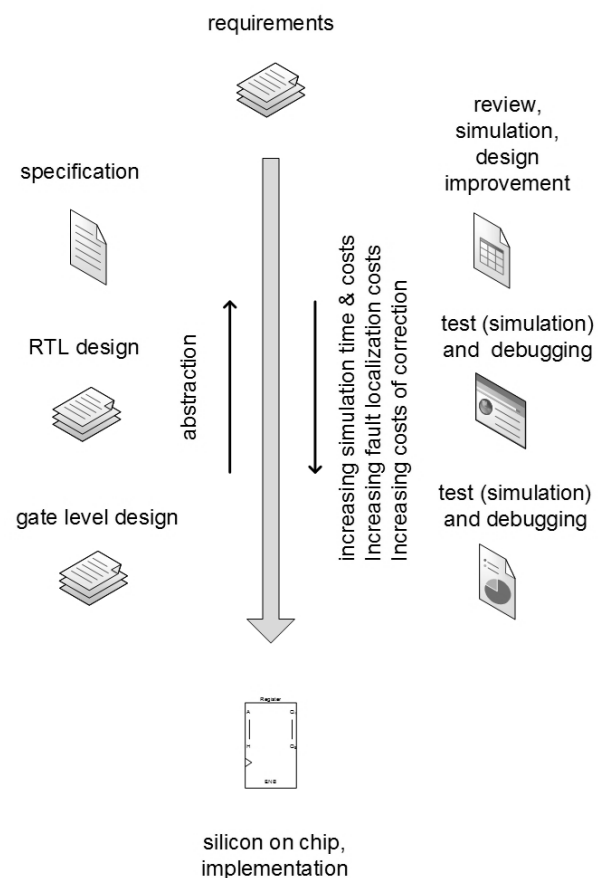 requirements
review,
simulation,
design
improvement
specification
RTL design
test (simulation)
and debugging
abstraction
increasing simulation time & costs
Increasing fault localization costs
Increasing costs of correction
gate level design
test (simulation)
and debugging
Register
A
H
silicon on chip,
implementation